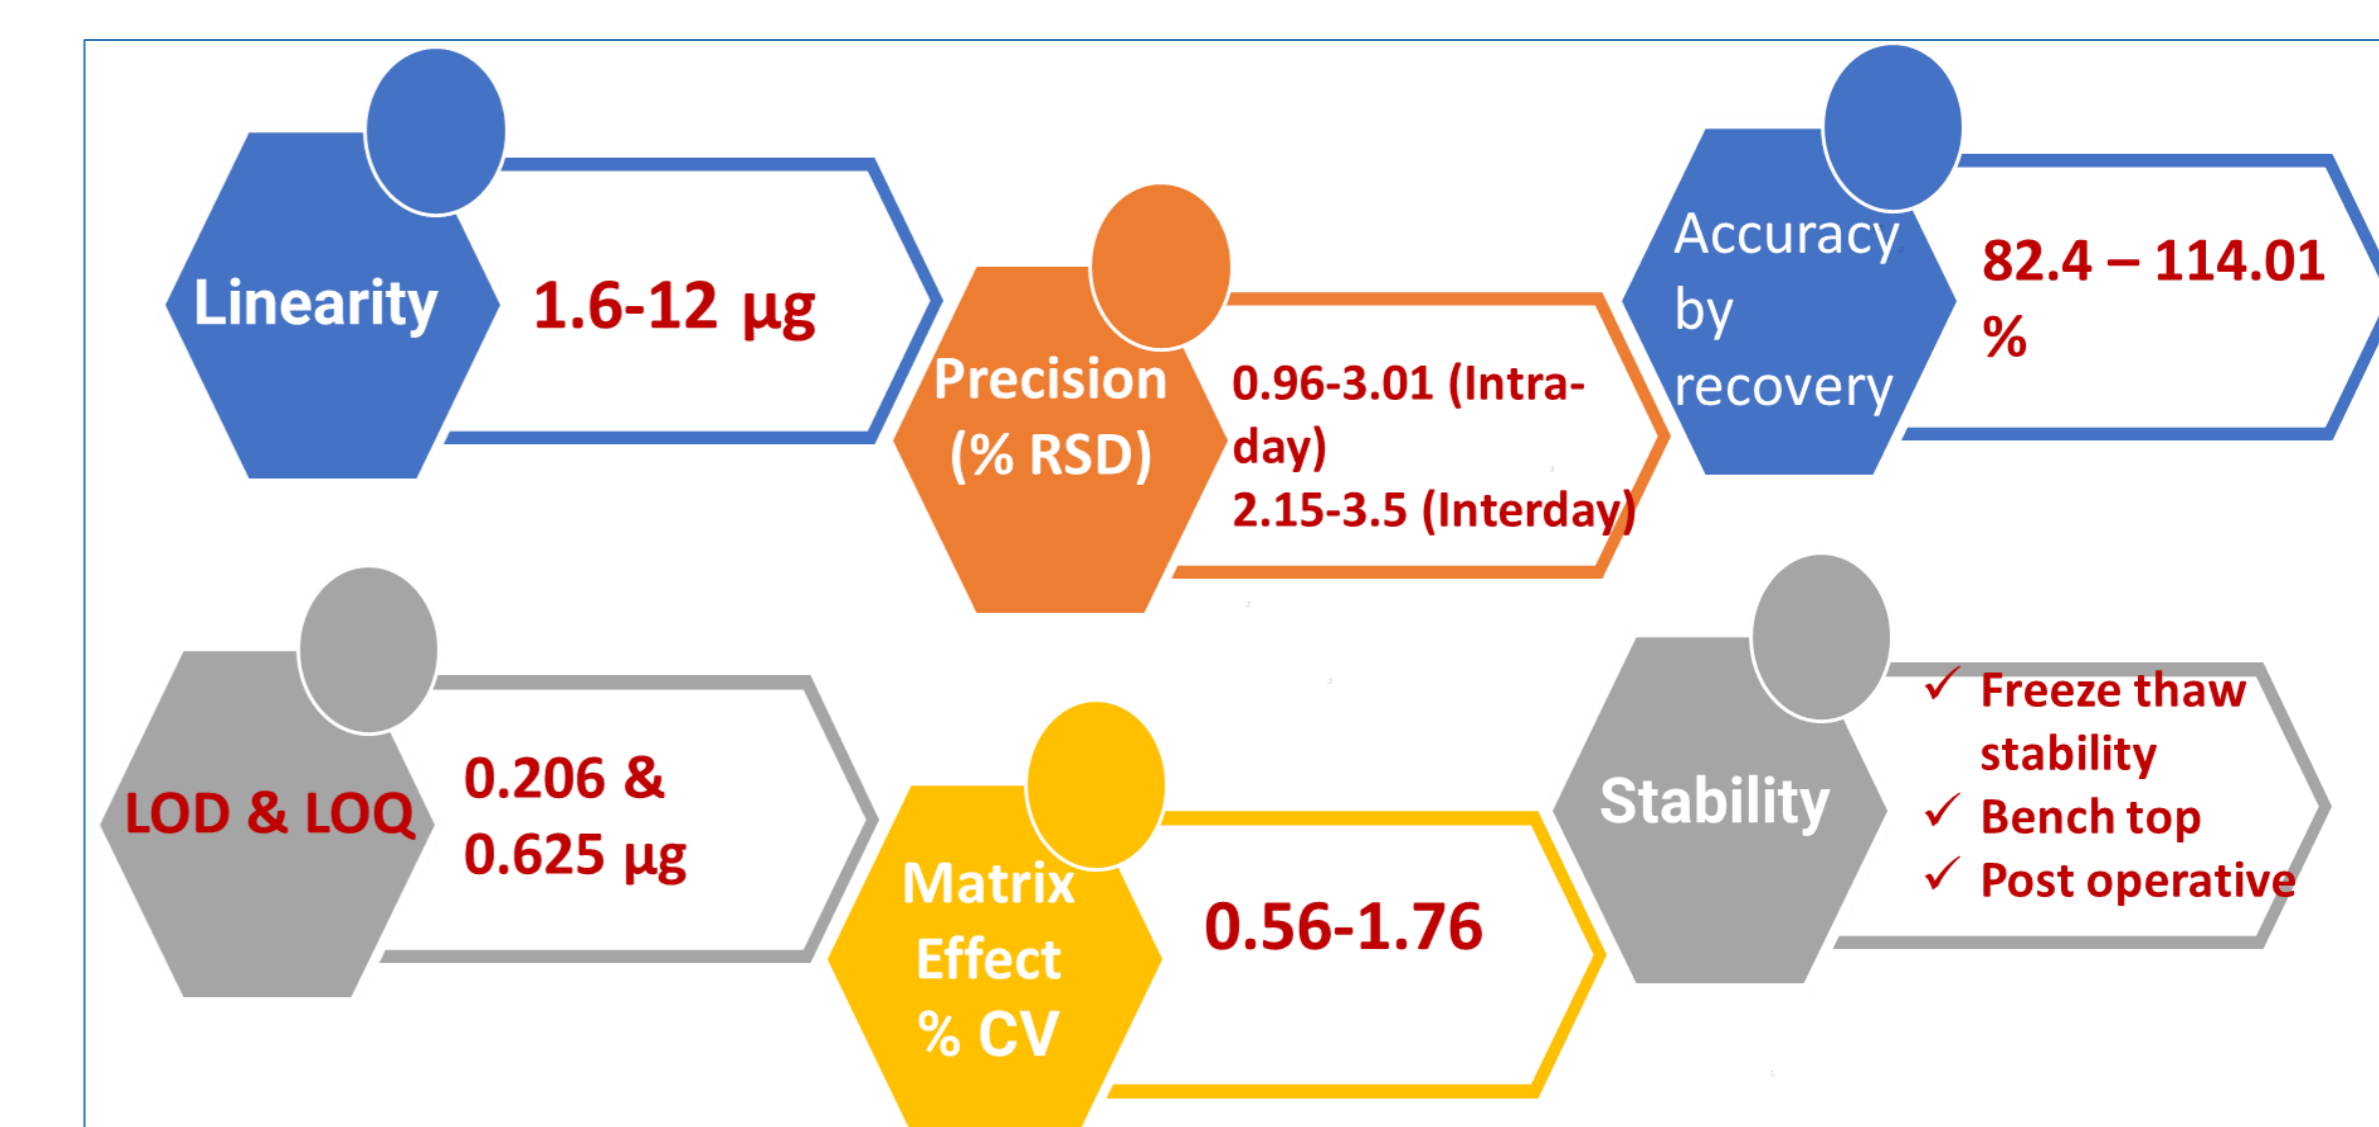 Linearity
1.6-12 µg
Precision
(% RSD)
0.96-3.01 (Intra-
day)
2.15-3.5 (Interday)
Accuracy
by
recovery
82.4 – 114.01
%
LOD & LOQ
0.206 &
0.625 µg
Matrix
Effect
% CV
0.56-1.76
Stability
✓ Freeze thaw
stability
✓ Bench top
✓ Post operative